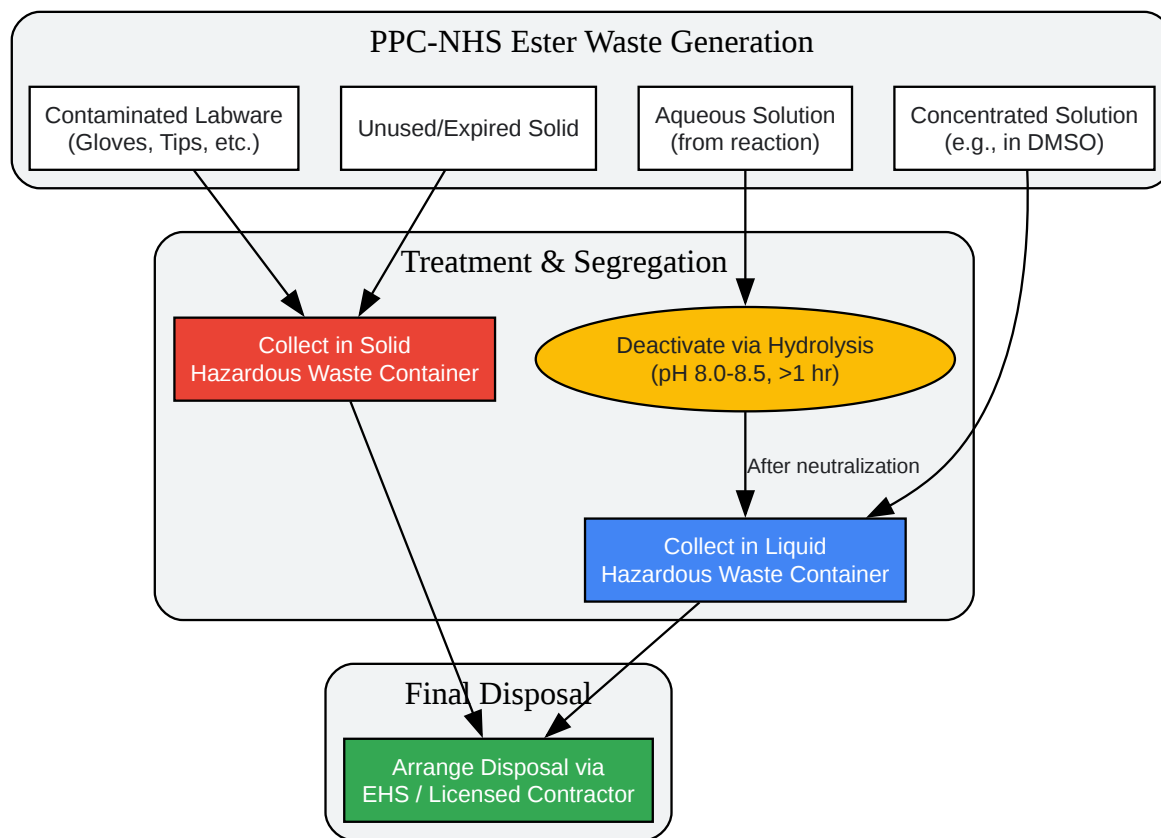 PPC-NHS Ester Waste Generation
Contaminated Labware
(Gloves, Tips, etc.)
Unused/Expired Solid
Aqueous Solution
(from reaction)
Concentrated Solution
(e.g., in DMSO)
Treatment & Segregation
Collect in Solid
Hazardous Waste Container
Deactivate via Hydrolysis
(pH 8.0-8.5, >1 hr)
After neutralization
Collect in Liquid
Hazardous Waste Container
Final Disposal
Arrange Disposal via
EHS / Licensed Contractor